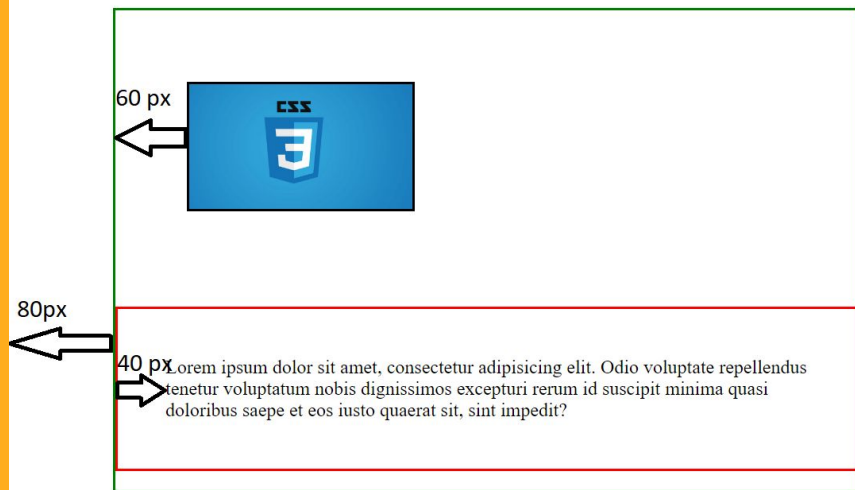 60 px
CSS
3
80px
40 px
Lorem ipsum dolor sit amet, consectetur adipisicing elit. Odio voluptate repellendus
tenetur voluptatum nobis dignissimos excepturi rerum id suscipit minima quasi
doloribus saepe et eos iusto quaerat sit, sint impedit?